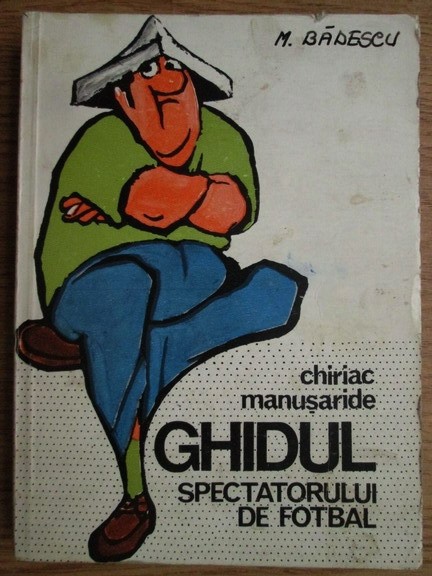 M. BĂDESCU
chiriac
manușaride
GHIDUL
SPECTATORULUI
DE FOTBAL